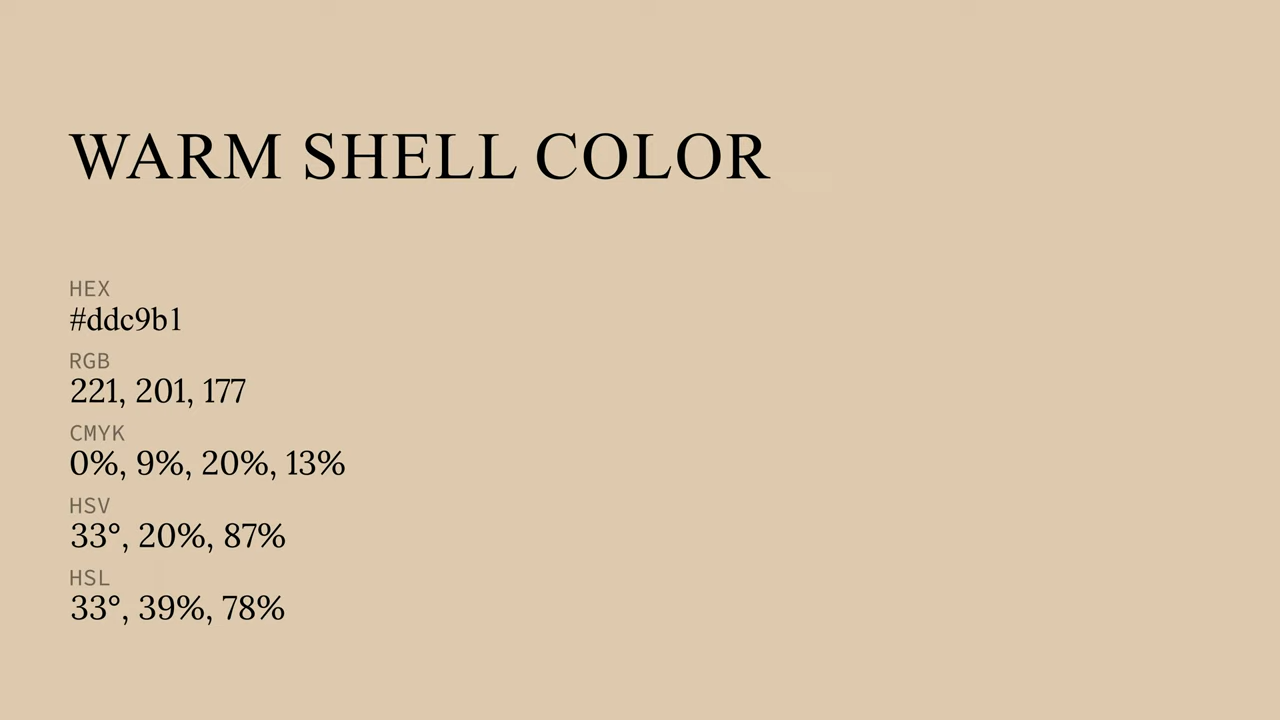 WARM SHELL COLOR
HEX
#ddc9b1
RGB
221, 201, 177
CMYK
0%, 9%, 20%, 13%
HSV
33°, 20%, 87%
HSL
33°, 39%, 78%